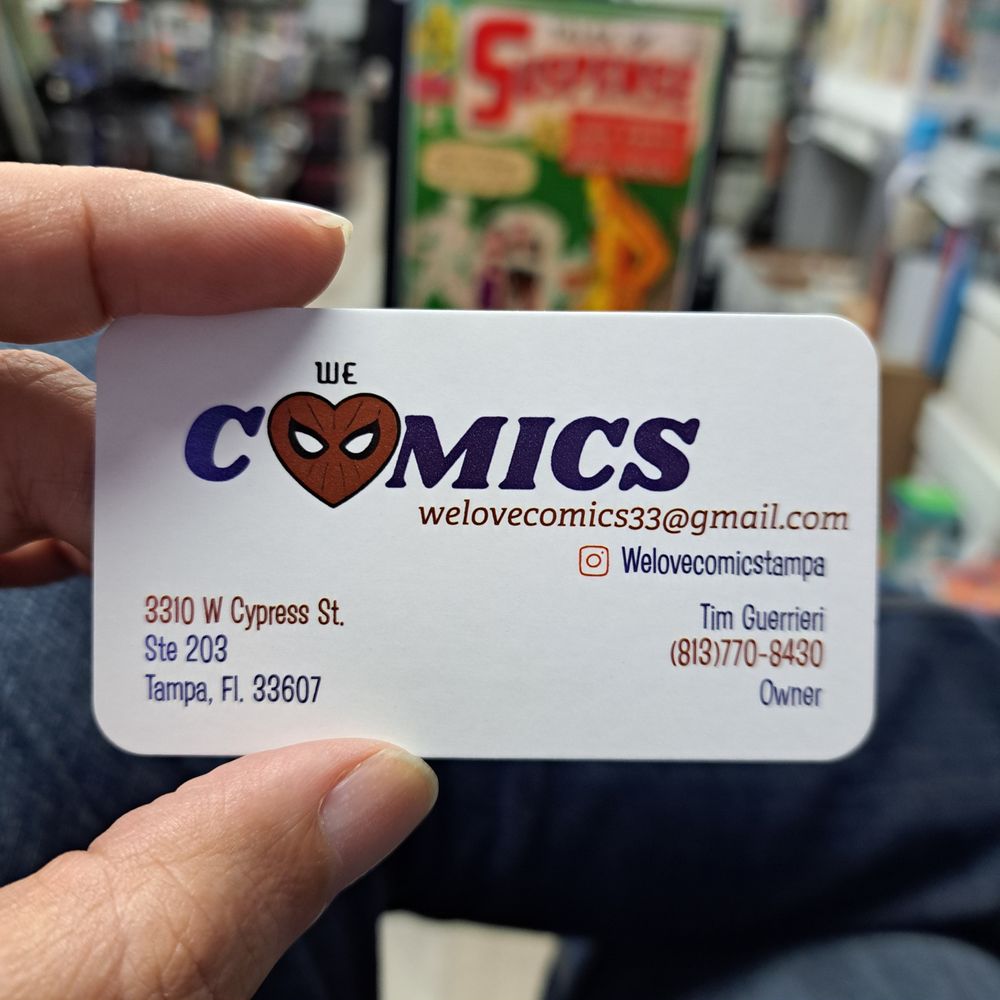 SUSPENSE
WE
COMICS
welovecomics33@gmail.com
Welovecomicstampa
3310 W Cypress St.
Ste 203
Tampa, Fl. 33607
Tim Guerrieri
(813)770-8430
Owner